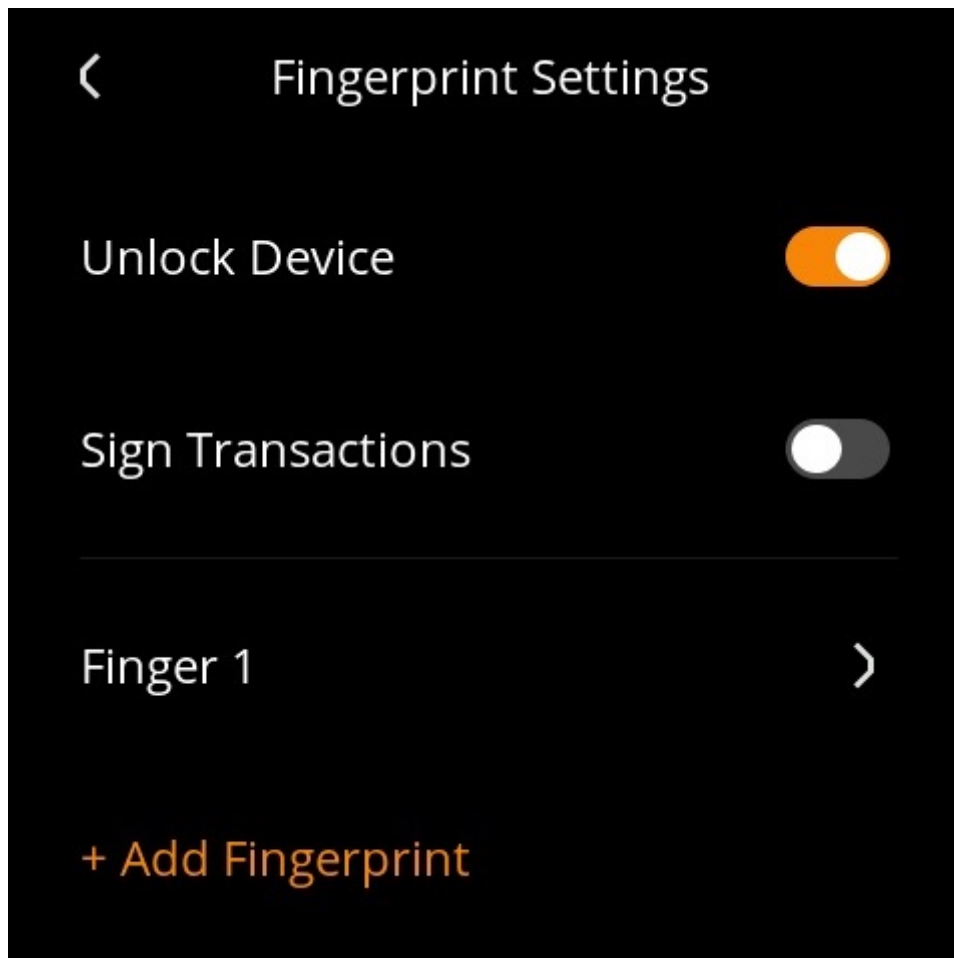 Fingerprint Settings
Unlock Device
Sign Transactions
Finger 1
+ Add Fingerprint